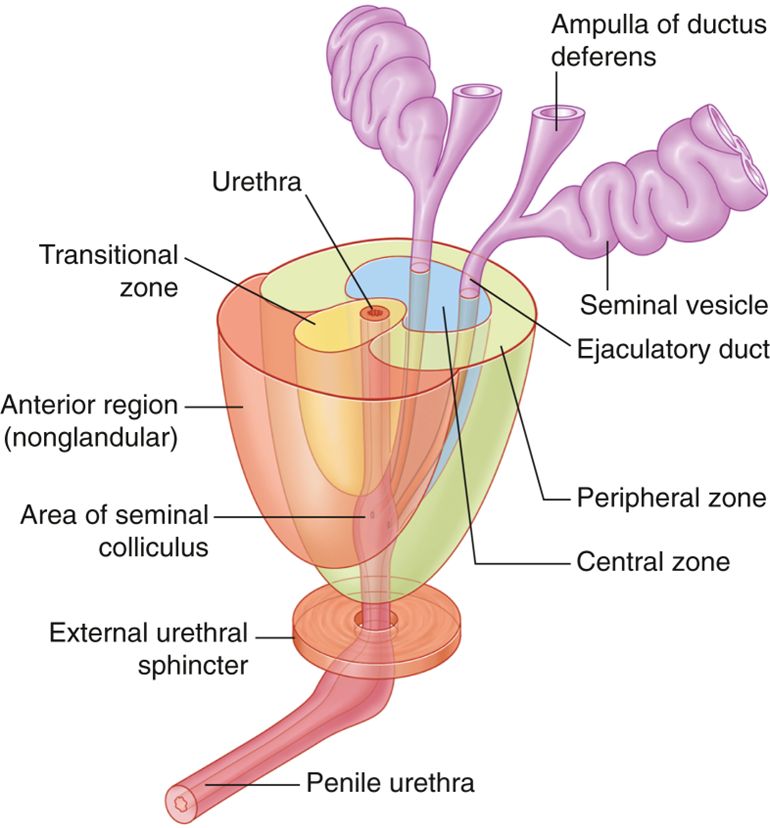 Ampulla of ductus
deferens
Urethra
Transitional
zone
Seminal vesicle
Ejaculatory duct
Anterior region
(nonglandular)
Peripheral zone
Area of seminal
colliculus
Central zone
External urethral
sphincter
Penile urethra